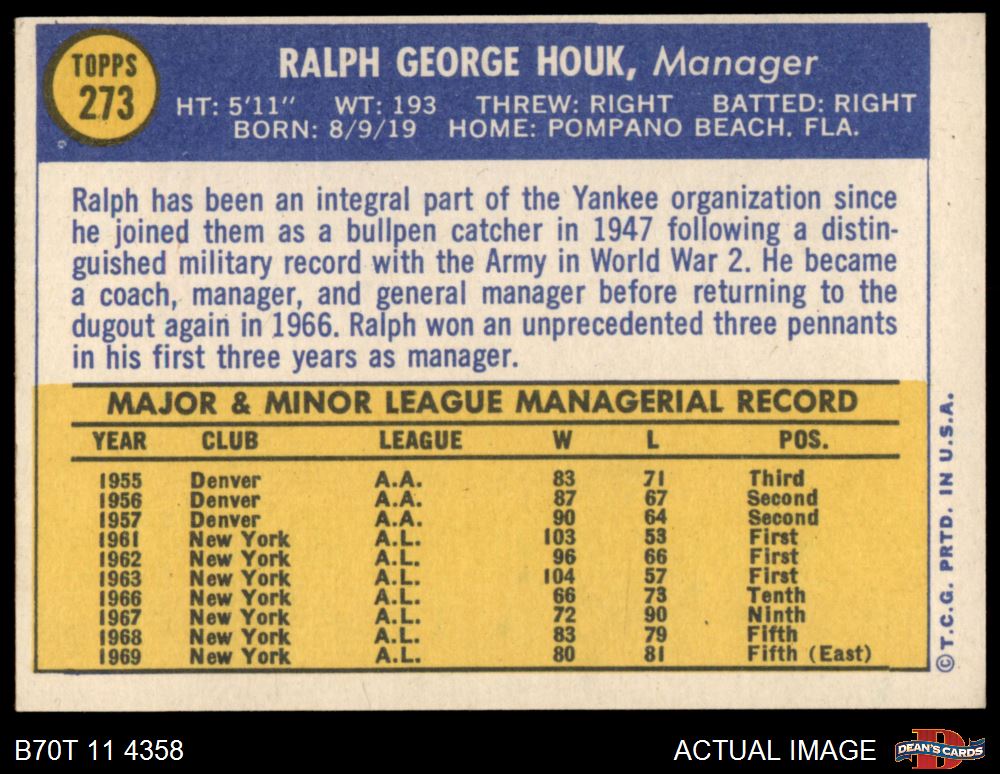 TOPPS
273
RALPH GEORGE HOUK, Manager
HT: 5'11" WT: 193 THREW: RIGHT BATTED: RIGHT
BORN: 8/9/19 HOME: POMPANO BEACH. FLA.
Ralph has been an integral part of the Yankee organization since
he joined them as a bullpen catcher in 1947 following a distin-
guished military record with the Army in World War 2. He became
a coach, manager, and general manager before returning to the
dugout again in 1966. Ralph won an unprecedented three pennants
in his first three years as manager.
MAJOR & MINOR LEAGUE MANAGERIAL RECORD
YEAR CLUB LEAGUE W L POS.
1955 Denver A.A. 83 71 Third
1956 Denver A.A. 87 67 Second
1957 Denver A.A. 90 64 Second
1961 New York A.L. 103 53 First
1962 New York A.L. 96 66 First
1963 New York A.L. 104 57 First
1966 New York A.L. 66 73 Tenth
1967 New York A.L. 72 90 Ninth
1968 New York A.L. 83 79 Fifth
1969 New York A.L. 80 81 Fifth (East)
© T.C.G. PRTD. IN U.S.A.
B70T 11 4358
ACTUAL IMAGE
DEAN'S CARDS